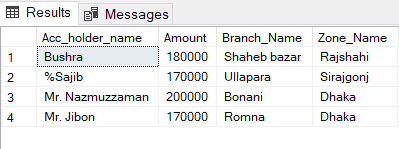 Results Messages
Acc_holder_name Amount Branch_Name Zone_Name
1 Bushra 180000 Shaheb bazar Rajshahi
2 %Sajib 170000 Ullapara Sirajgonj
3 Mr. Nazmuzzaman 200000 Bonani Dhaka
4 Mr. Jibon 170000 Romna Dhaka